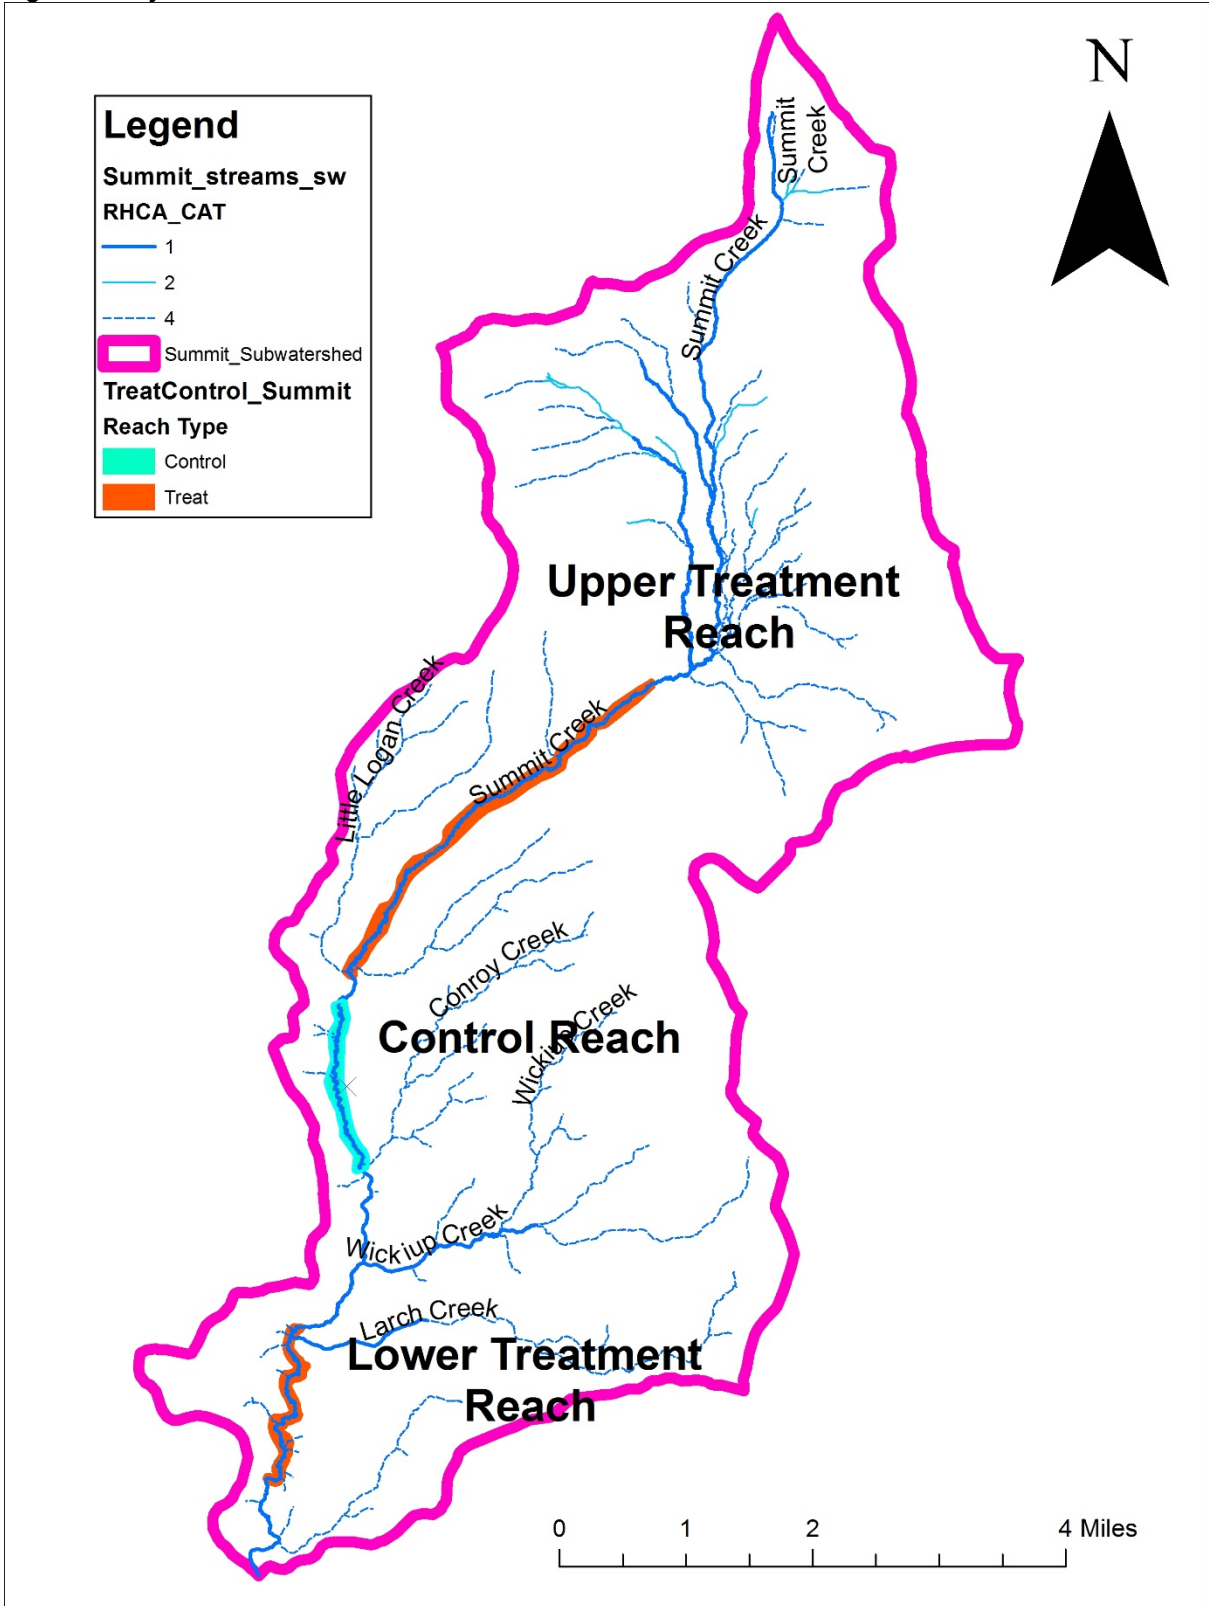 N
Legend
Summit_streams_sw
RHCA_CAT
1
2
4
Summit_Subwatershed
TreatControl_Summit
Reach Type
Control
Treat
Summit
Creek
Summit Creek
Upper Treatment
Reach
Little Logan Creek
Summit Creek
Conroy Creek
Wickiup Creek
Control Reach
Wickiup Creek
Larch Creek
Lower Treatment
Reach
0 1 2 4 Miles